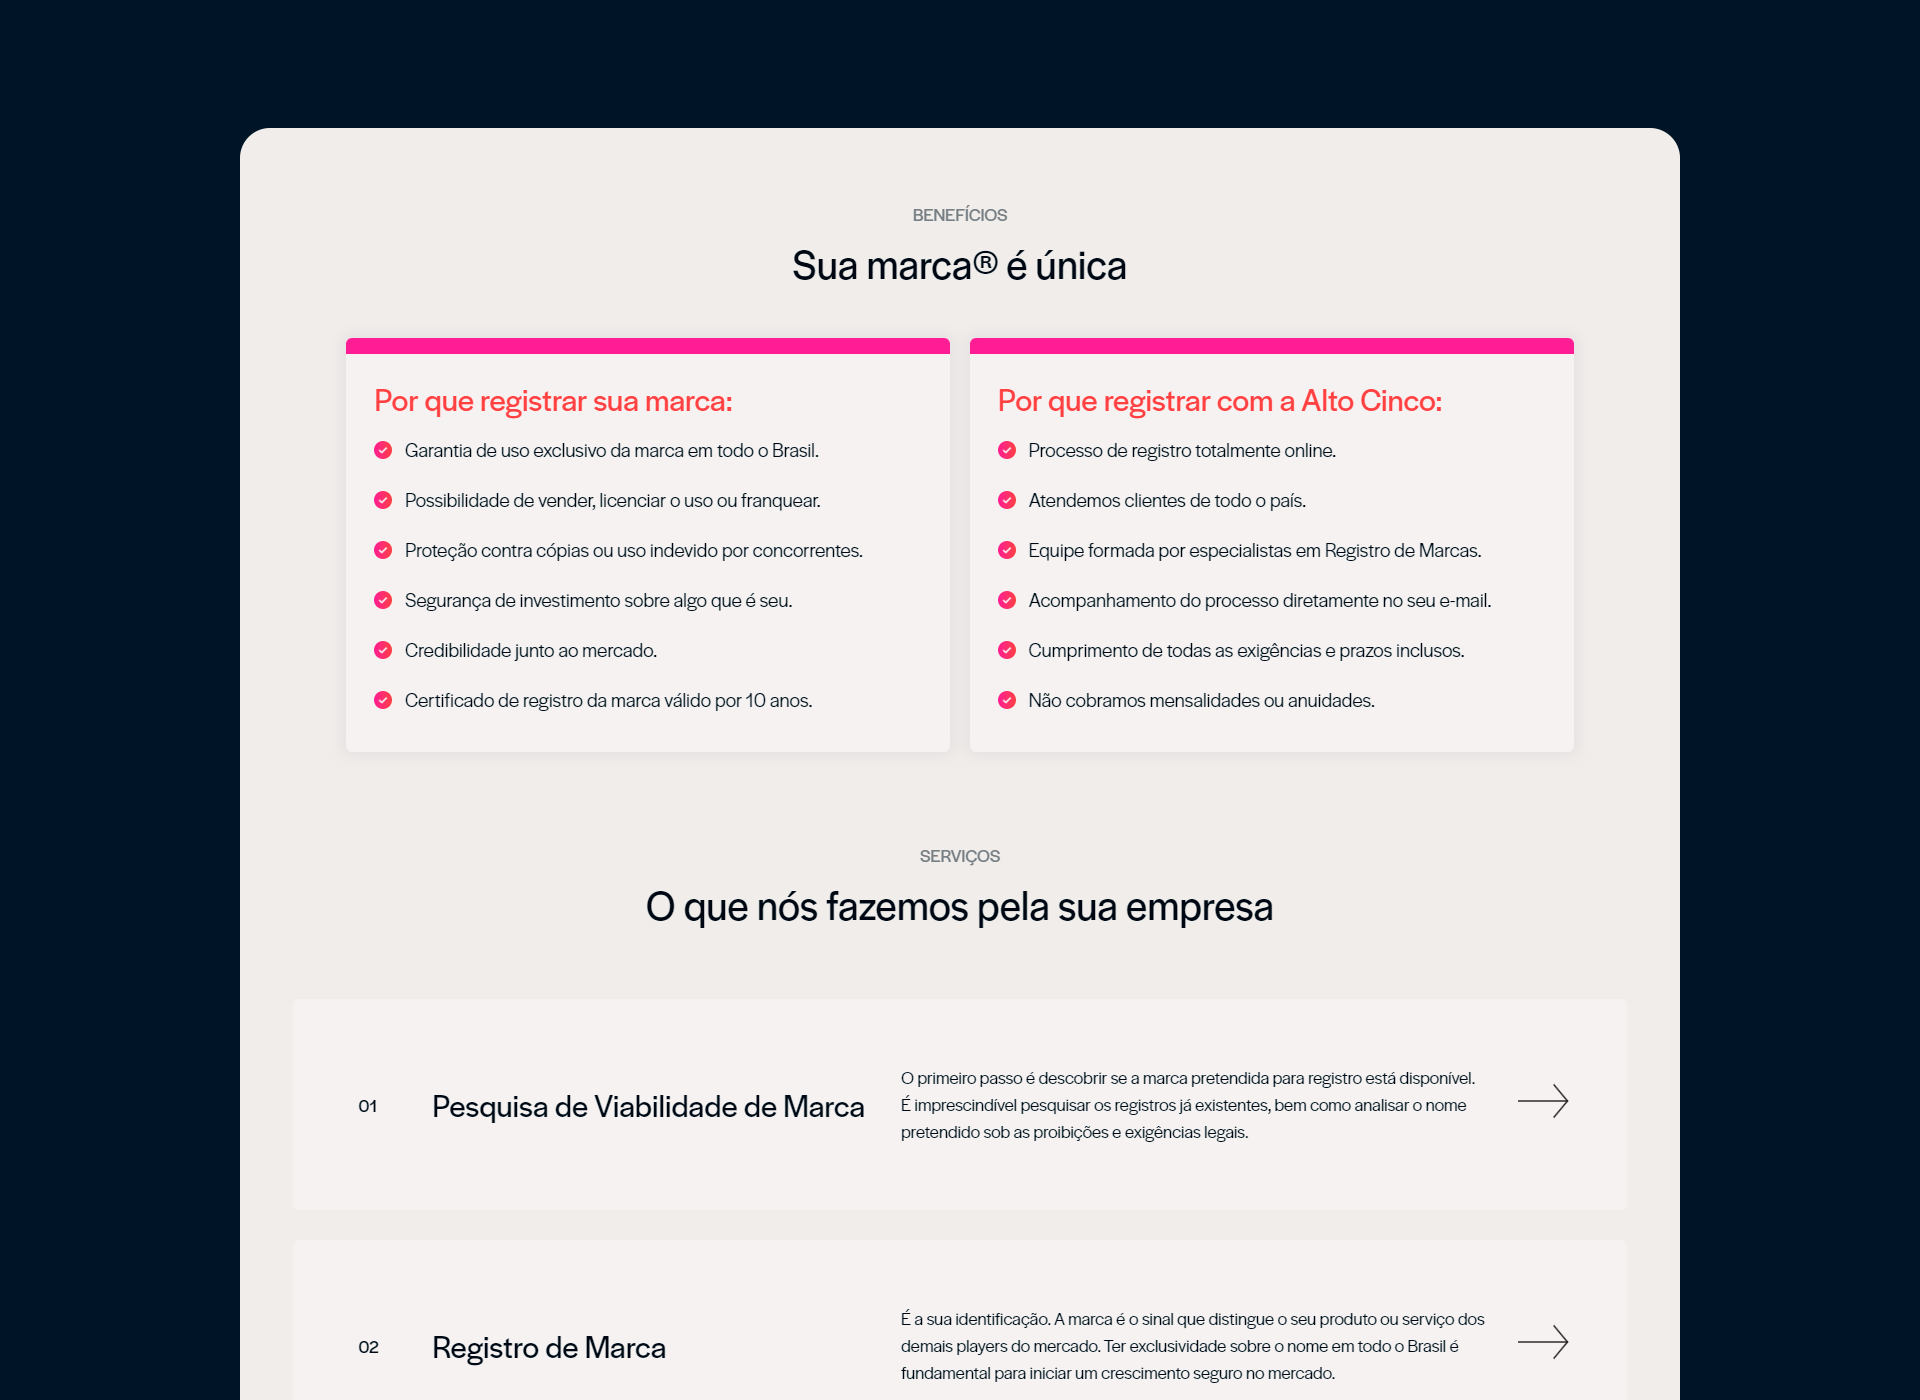 BENEFÍCIOS
Sua marca® é única
Por que registrar sua marca:
Garantia de uso exclusivo da marca em todo o Brasil.
Possibilidade de vender, licenciar o uso ou franquear.
Proteção contra cópias ou uso indevido por concorrentes.
Segurança de investimento sobre algo que é seu.
Credibilidade junto ao mercado.
Certificado de registro da marca válido por 10 anos.
Por que registrar com a Alto Cinco:
Processo de registro totalmente online.
Atendemos clientes de todo o país.
Equipe formada por especialistas em Registro de Marcas.
Acompanhamento do processo diretamente no seu e-mail.
Cumprimento de todas as exigências e prazos inclusos.
Não cobramos mensalidades ou anuidades.
SERVIÇOS
O que nós fazemos pela sua empresa
01
Pesquisa de Viabilidade de Marca
O primeiro passo é descobrir se a marca pretendida para registro está disponível.
É imprescindível pesquisar os registros já existentes, bem como analisar o nome
pretendido sob as proibições e exigências legais.
02
Registro de Marca
É a sua identificação. A marca é o sinal que distingue o seu produto ou serviço dos
demais players do mercado. Ter exclusividade sobre o nome em todo o Brasil é
fundamental para iniciar um crescimento seguro no mercado.